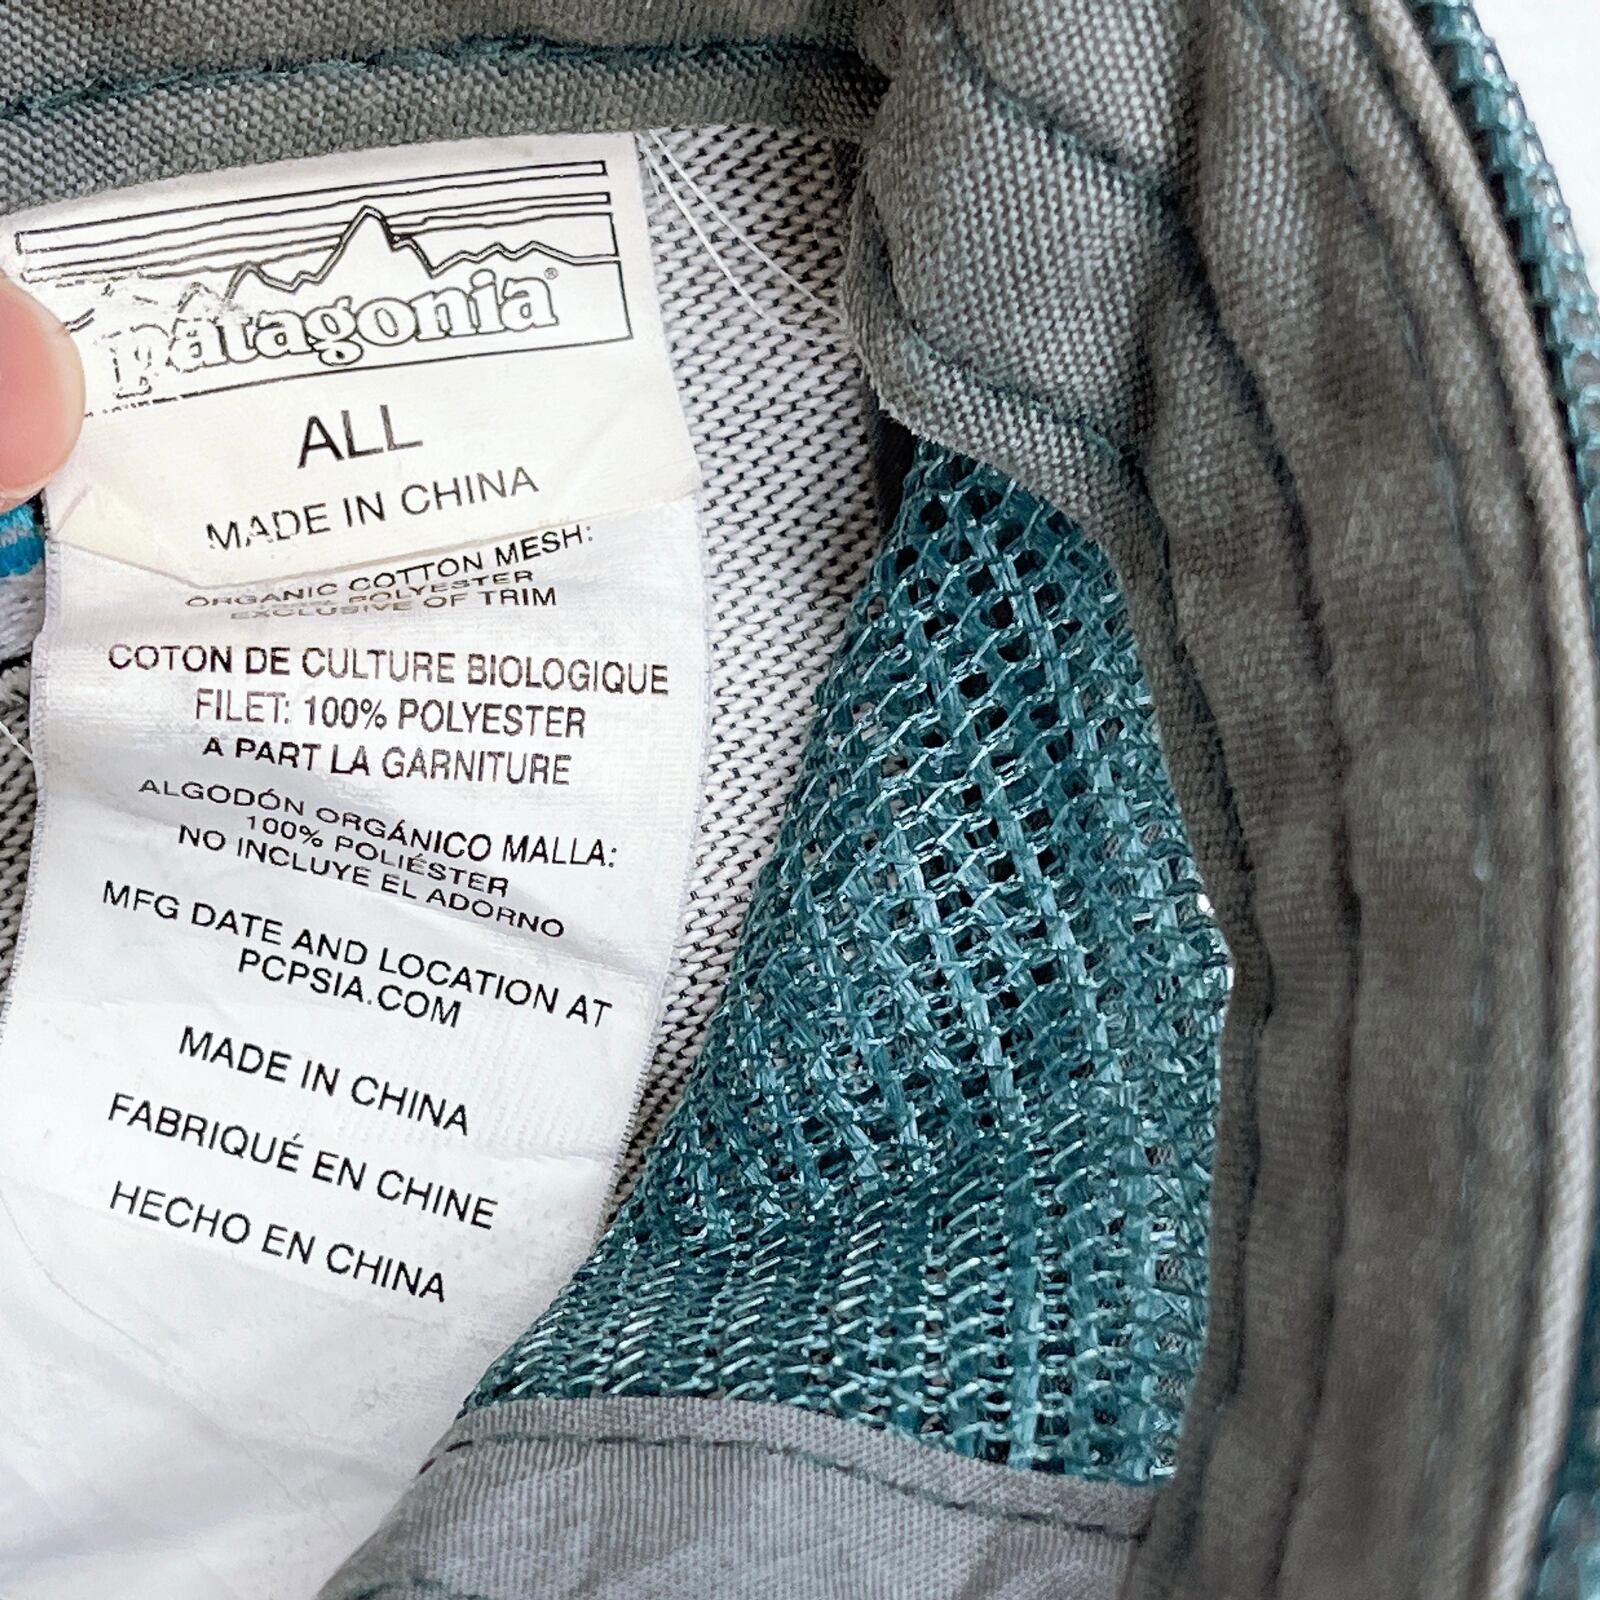 patagonia®
ALL
MADE IN CHINA
ORGANIC COTTON MESH:
POLYESTER
EXCLUSIVE OF TRIM
COTON DE CULTURE BIOLOGIQUE
FILET: 100% POLYESTER
A PART LA GARNITURE
ALGODÓN ORGÁNICO MALLA:
100% POLIÉSTER
NO INCLUYE EL ADORNO
MFG DATE AND LOCATION AT
PCPSIA.COM
MADE IN CHINA
FABRIQUÉ EN CHINE
HECHO EN CHINA